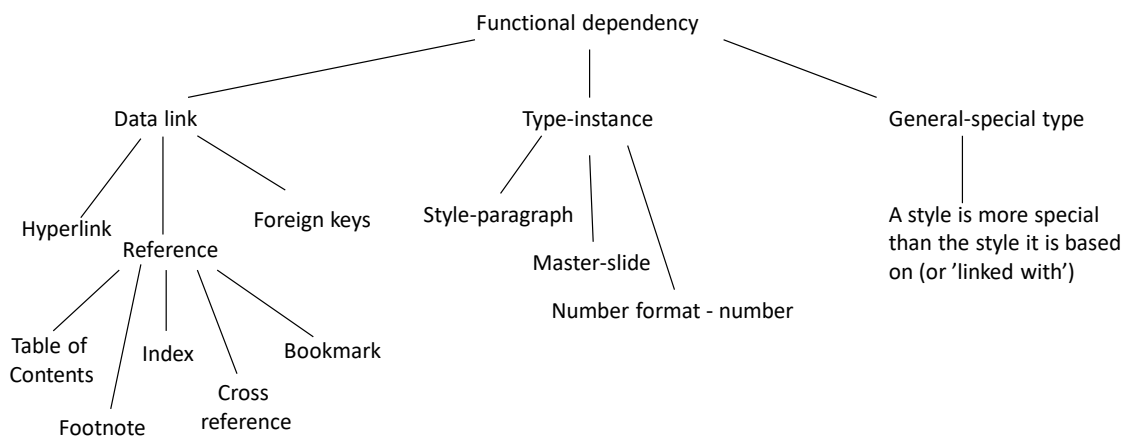 Functional dependency
Data link
Type-instance
General-special type
Hyperlink
Reference
Foreign keys
Style-paragraph
Master-slide
Number format - number
A style is more special
than the style it is based
on (or ’linked with’)
Table of
Contents
Footnote
Index
Cross
reference
Bookmark